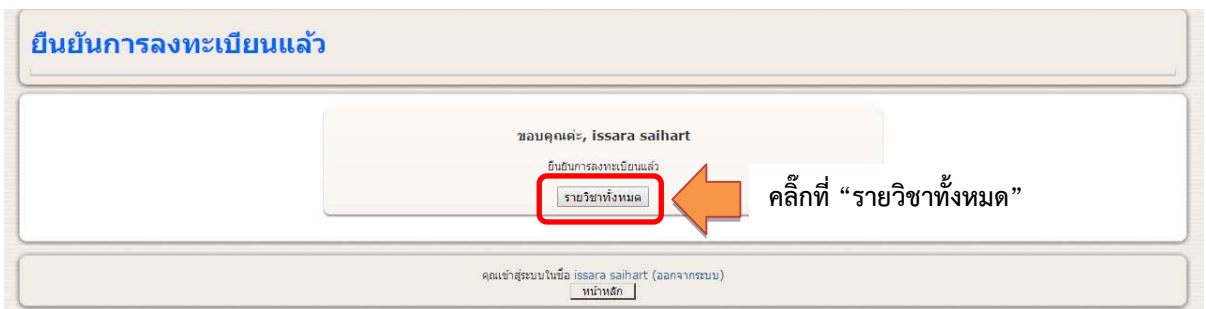 ยืนยันการลงทะเบียนแล้ว
ขอบคุณค่ะ, issara saihart
ยืนยันการลงทะเบียนแล้ว
รายวิชาทั้งหมด
คลิ๊กที่ “รายวิชาทั้งหมด”
คุณเข้าสู่ระบบในชื่อ issara saihart (ออกจากระบบ)
หน้าหลัก